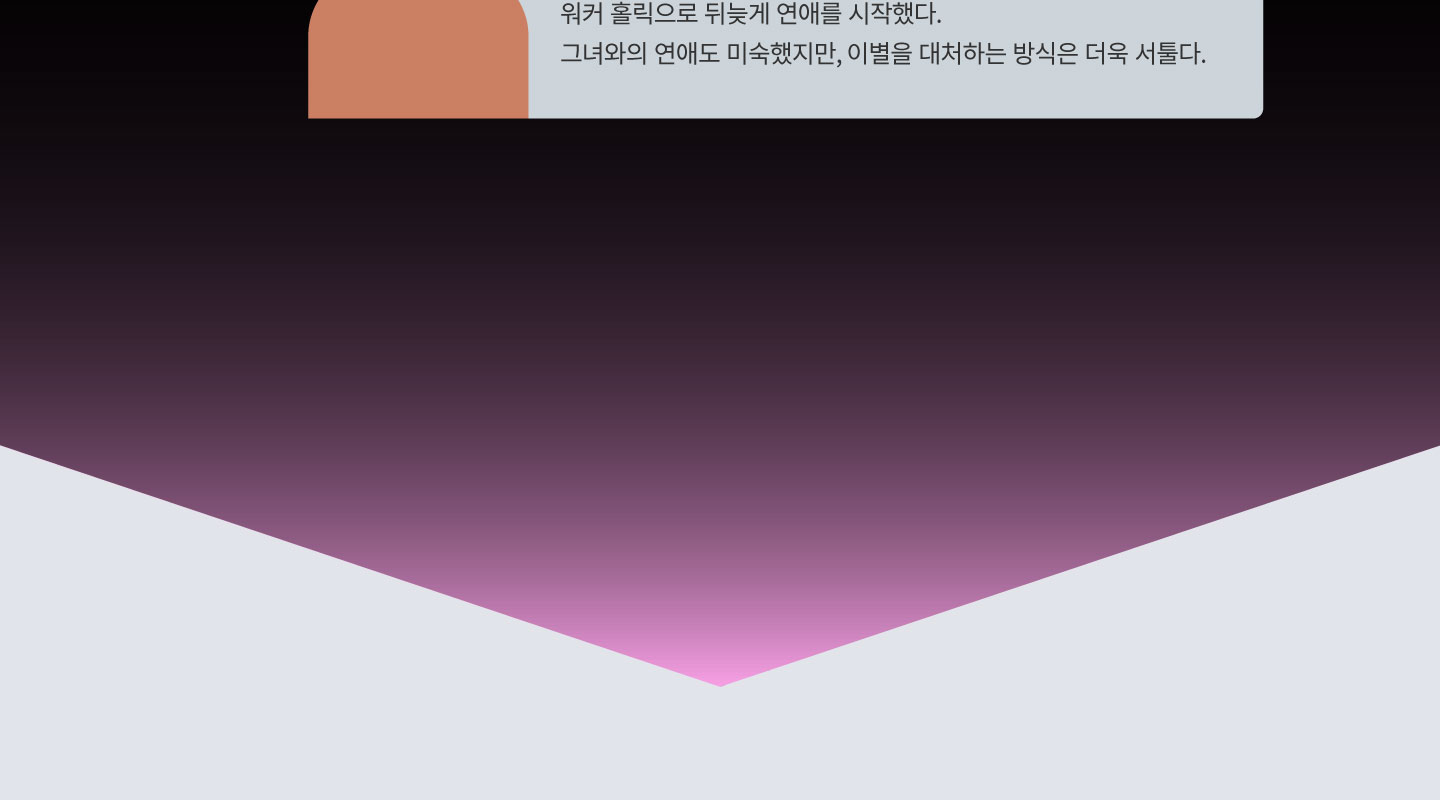 워커 홀릭으로 뒤늦게 연애를 시작했다.
그녀와의 연애도 미숙했지만, 이별을 대처하는 방식은 더욱 서툴다.